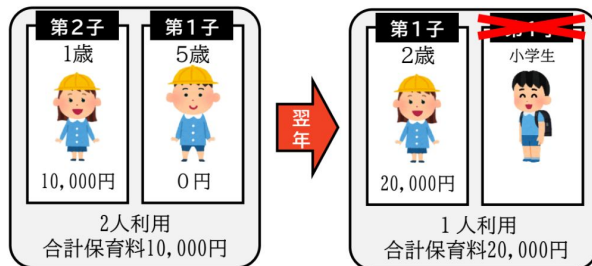 第2子
1歳
10,000円
第1子
5歳
0円
2人利用
合計保育料10,000円
翌年
第1子
2歳
20,000円
第1子
小学生
1人利用
合計保育料20,000円